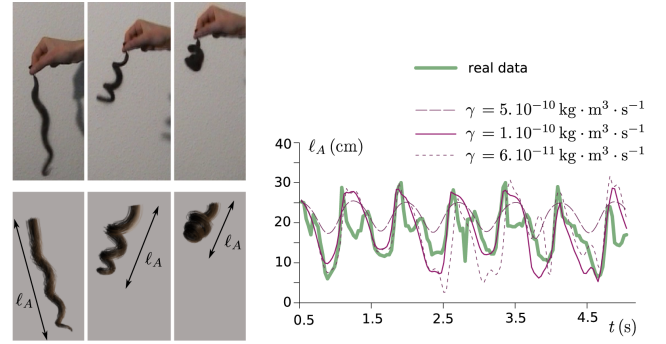 real data
γ = 5.10⁻¹⁰ kg · m³ · s⁻¹
γ = 1.10⁻¹⁰ kg · m³ · s⁻¹
γ = 6.10⁻¹¹ kg · m³ · s⁻¹
ℓ_A (cm)
40
30
20
10
0
0.5 1.5 2.5 3.5 4.5 t (s)
ℓ_A
ℓ_A
ℓ_A